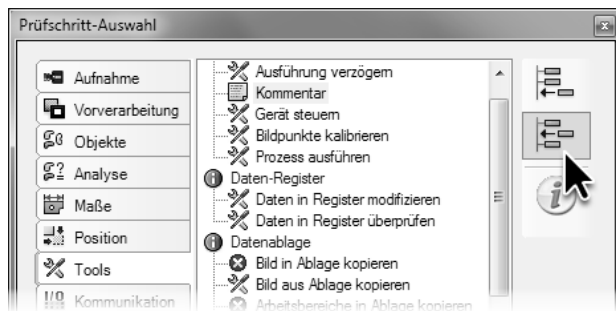 Prüfschritt-Auswahl
Aufnahme
Vorverarbeitung
Objekte
Analyse
Maße
Position
Tools
I/O Kommunikation
Ausführung verzögern
Kommentar
Gerät steuern
Bildpunkte kalibrieren
Prozess ausführen
Daten-Register
Daten in Register modifizieren
Daten in Register überprüfen
Datenablage
Bild in Ablage kopieren
Bild aus Ablage kopieren
Arbeitsbereiche in Ablage kopieren